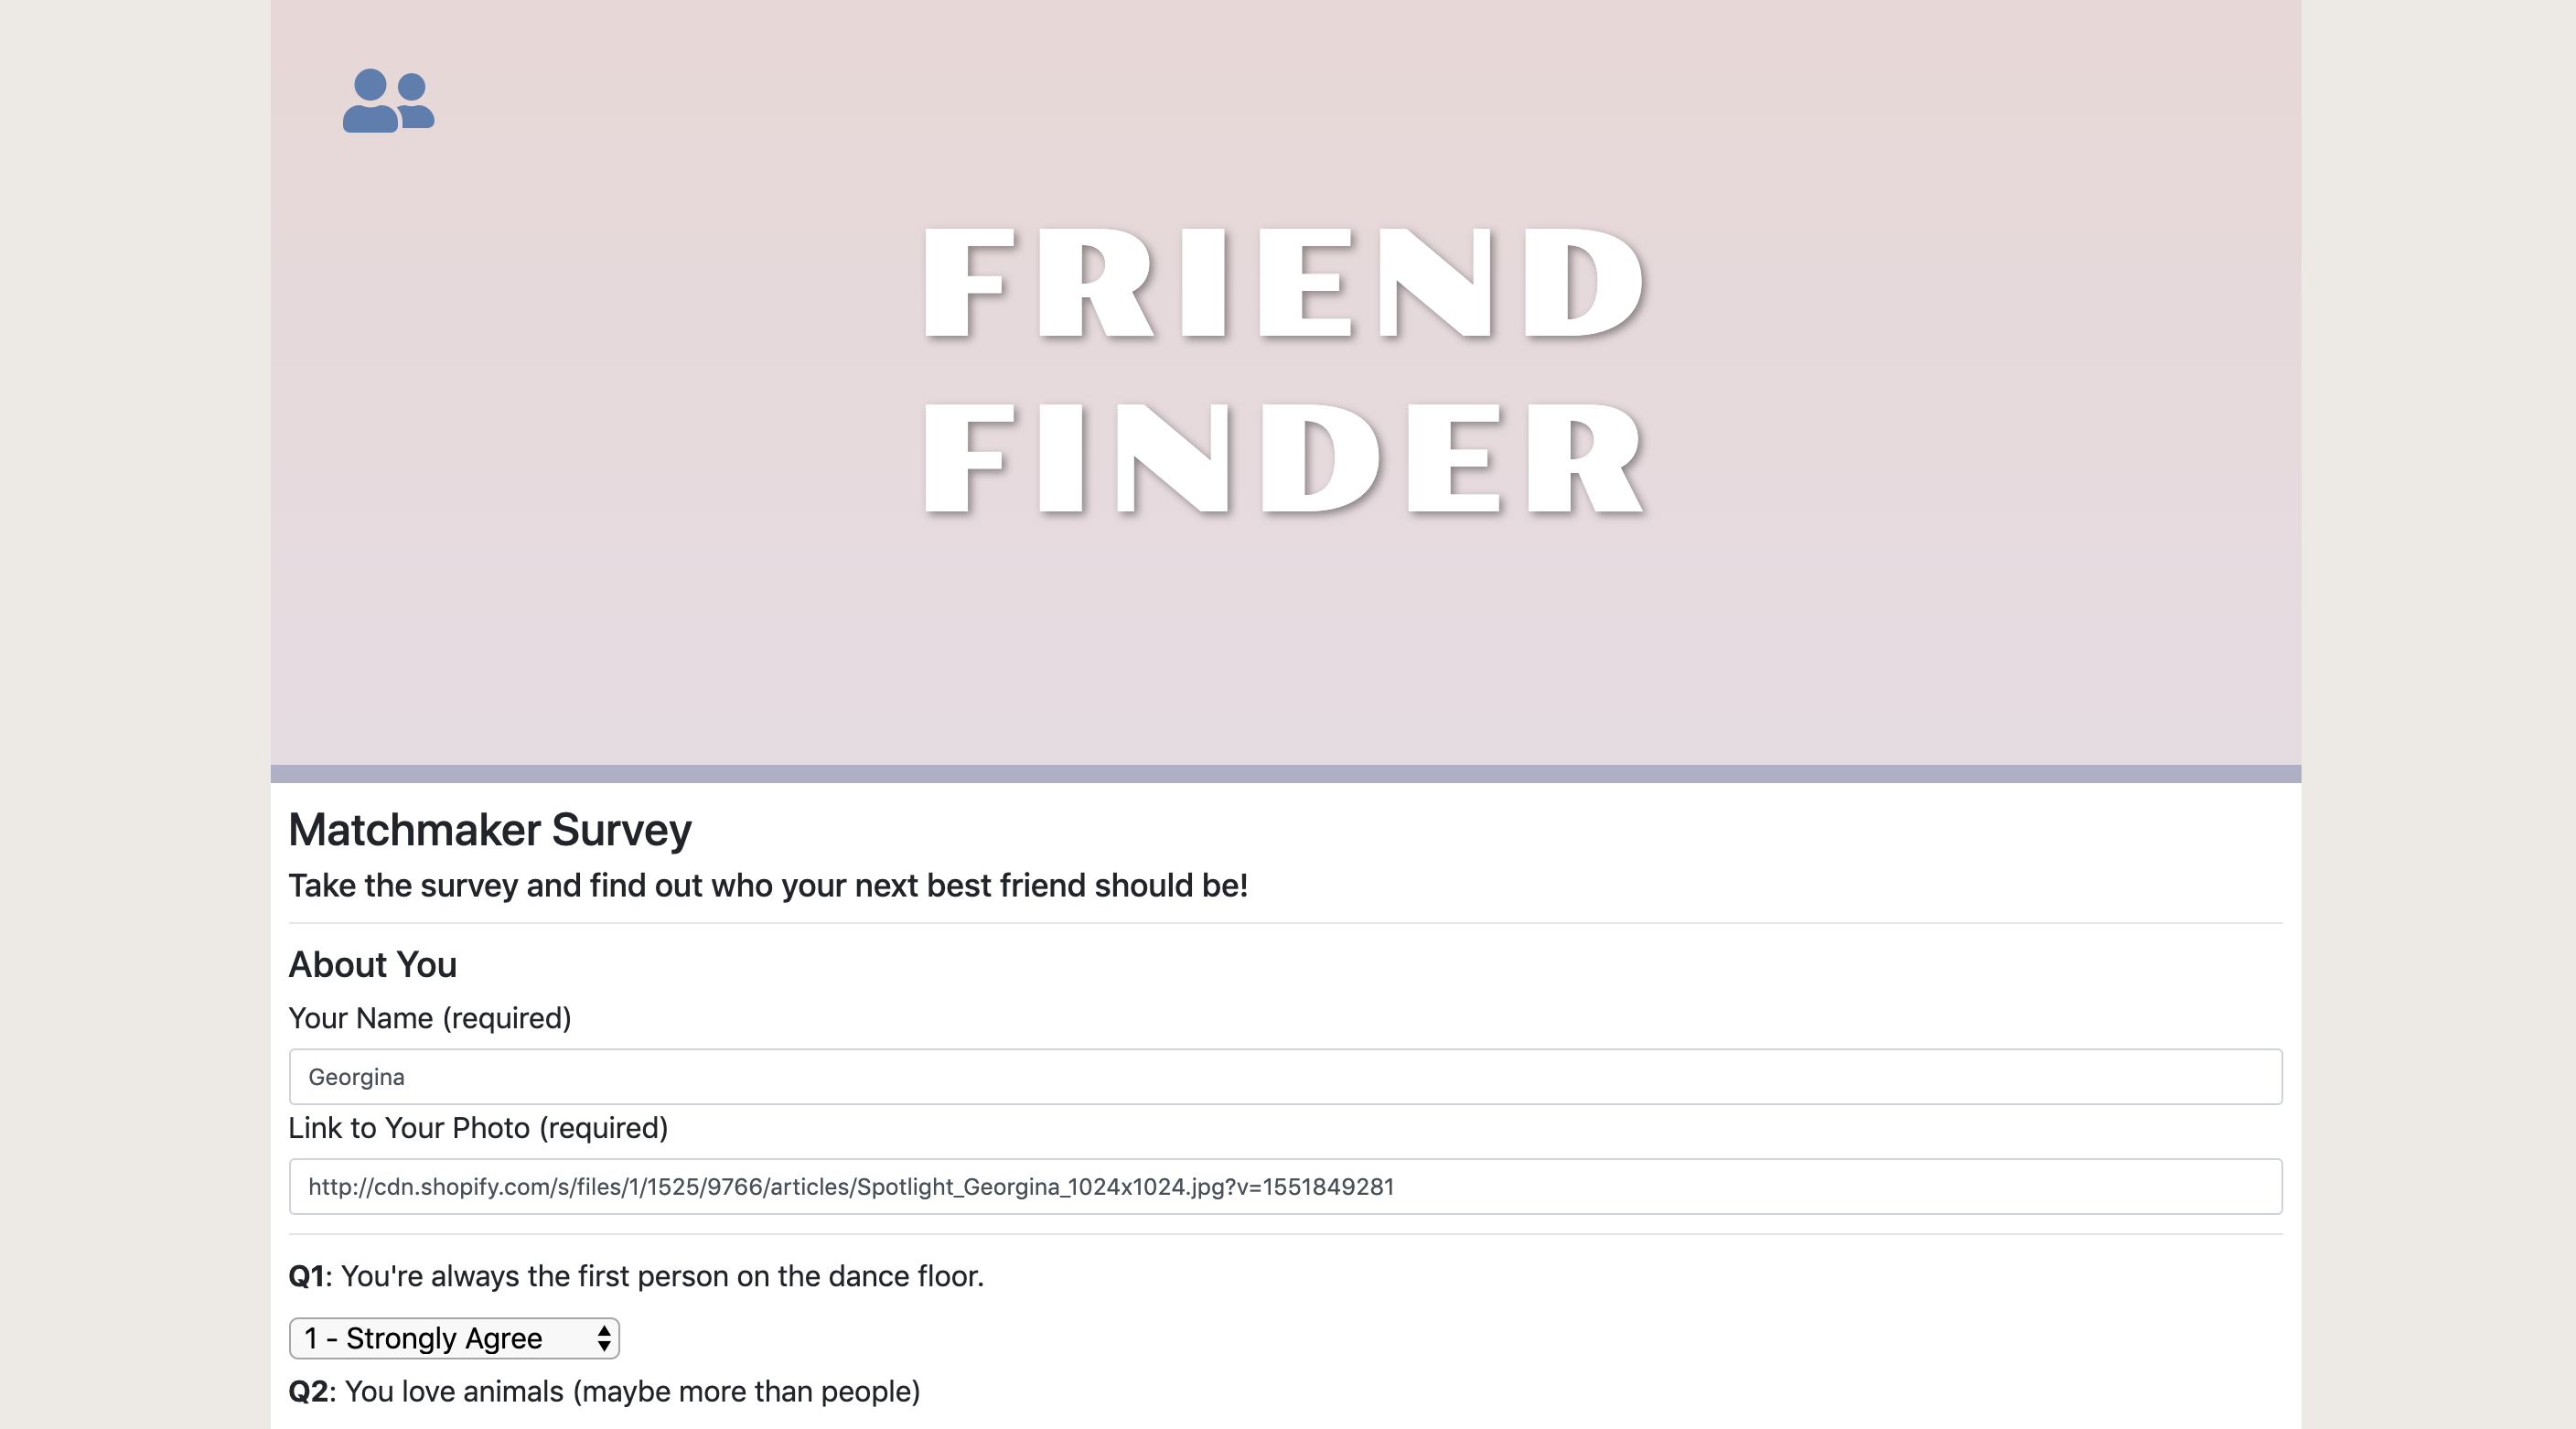 FRIEND
FINDER
Matchmaker Survey
Take the survey and find out who your next best friend should be!
About You
Your Name (required)
Georgina
Link to Your Photo (required)
http://cdn.shopify.com/s/files/1/1525/9766/articles/Spotlight_Georgina_1024x1024.jpg?v=1551849281
Q1: You're always the first person on the dance floor.
1 - Strongly Agree
Q2: You love animals (maybe more than people)